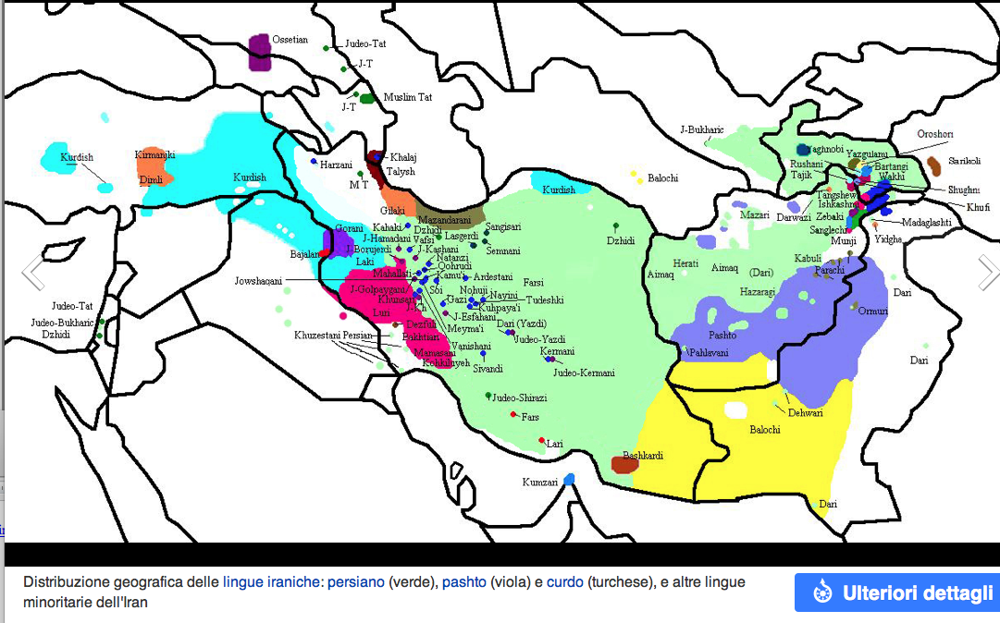 Ossetian
Judeo-Tat
J-T
Muslim Tat
J-T
J-Bukharic
Oroshori
Yaghnobi
Yazgulami
Sarikoli
Kurdish
Kirmanjki
Dimli
Kurdish
Harzani
Khalaj
Talysh
M T
Kurdish
Balochi
Rushani
Tajik
Bartangi
Wakhi
Shughni
Khufi
Tangshew
Ishkashmi
Zebaki
Sanglechi
Munji
Madaglashti
Yidgha
Gilaki
Mazandarani
Mazari
Darwazi
Gorani
Kahaki
Dzhidi
Sangisari
Lasgerdi
Semnani
Dzhidi
J-Hamadani
Vafsi
Bajalan
J-Borujerdi
J-Kashani
Laki
Natanzi
Qohrudi
Herati
Aimaq
Aimaq
(Dari)
Hazaragi
Kabuli
Parachi
Dari
Jowshaqani
Mahallati
Kamu'i
Ardestani
Farsi
J-Golpaygani
Soi
Nohuji
Nayini
Khunsari
Gazi
Kuhpaya'i
Tudeshki
J-Kh
Luri
J-Esfahani
Ormuri
Judeo-Tat
Judeo-Bukharic
Dzhidi
Dezfuli
Meyma'i
Dari (Yazdi)
Judeo-Yazdi
Pashto
Khuzestani Persian
Bakhtiari
Vanishani
Kermani
Pahlavani
Mamasani
Kohkiluyeh
Sivandi
Judeo-Kermani
Dari
Judeo-Shirazi
Fars
Dehwari
Balochi
Lari
Bashkardi
Kumzari
Dari
Distribuzione geografica delle lingue iraniche: persiano (verde), pashto (viola) e curdo (turchese), e altre lingue
minoritarie dell'Iran
Ulteriori dettagli